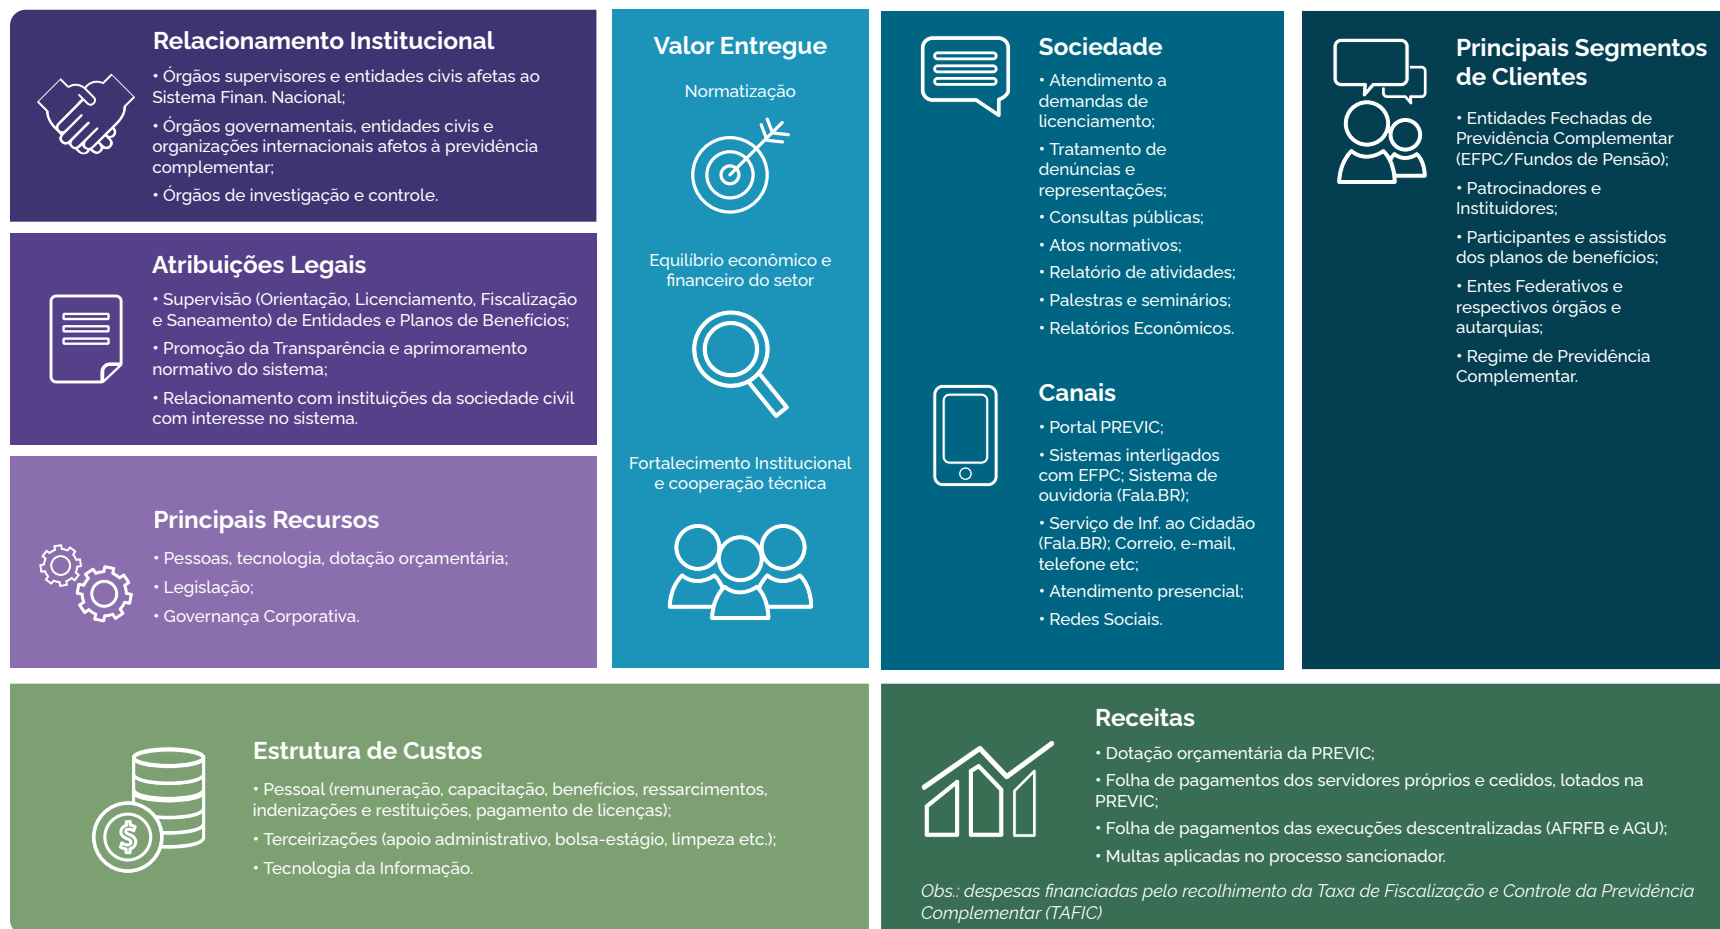 Relacionamento Institucional
• Órgãos supervisores e entidades civis afetas ao
Sistema Finan. Nacional;
• Órgãos governamentais, entidades civis e
organizações internacionais afetos à previdência
complementar;
• Órgãos de investigação e controle.
Atribuições Legais
• Supervisão (Orientação, Licenciamento, Fiscalização
e Saneamento) de Entidades e Planos de Benefícios;
• Promoção da Transparência e aprimoramento
normativo do sistema;
• Relacionamento com instituições da sociedade civil
com interesse no sistema.
Principais Recursos
• Pessoas, tecnologia, dotação orçamentária;
• Legislação;
• Governança Corporativa.
Valor Entregue
Normatização
Equilíbrio econômico e
financeiro do setor
Fortalecimento Institucional
e cooperação técnica
Sociedade
• Atendimento a
demandas de
licenciamento;
• Tratamento de
denúncias e
representações;
• Consultas públicas;
• Atos normativos;
• Relatório de atividades;
• Palestras e seminários;
• Relatórios Econômicos.
Canais
• Portal PREVIC;
• Sistemas interligados
com EFPC; Sistema de
ouvidoria (Fala.BR);
• Serviço de Inf. ao Cidadão
(Fala.BR); Correio, e-mail,
telefone etc;
• Atendimento presencial;
• Redes Sociais.
Principais Segmentos
de Clientes
• Entidades Fechadas de
Previdência Complementar
(EFPC/Fundos de Pensão);
• Patrocinadores e
Instituidores;
• Participantes e assistidos
dos planos de benefícios;
• Entes Federativos e
respectivos órgãos e
autarquias;
• Regime de Previdência
Complementar.
Estrutura de Custos
• Pessoal (remuneração, capacitação, benefícios, ressarcimentos,
indenizações e restituições, pagamento de licenças);
• Terceirizações (apoio administrativo, bolsa-estágio, limpeza etc.);
• Tecnologia da Informação.
$
Receitas
• Dotação orçamentária da PREVIC;
• Folha de pagamentos dos servidores próprios e cedidos, lotados na
PREVIC;
• Folha de pagamentos das execuções descentralizadas (AFRFB e AGU);
• Multas aplicadas no processo sancionador.
Obs.: despesas financiadas pelo recolhimento da Taxa de Fiscalização e Controle da Previdência
Complementar (TAFIC)